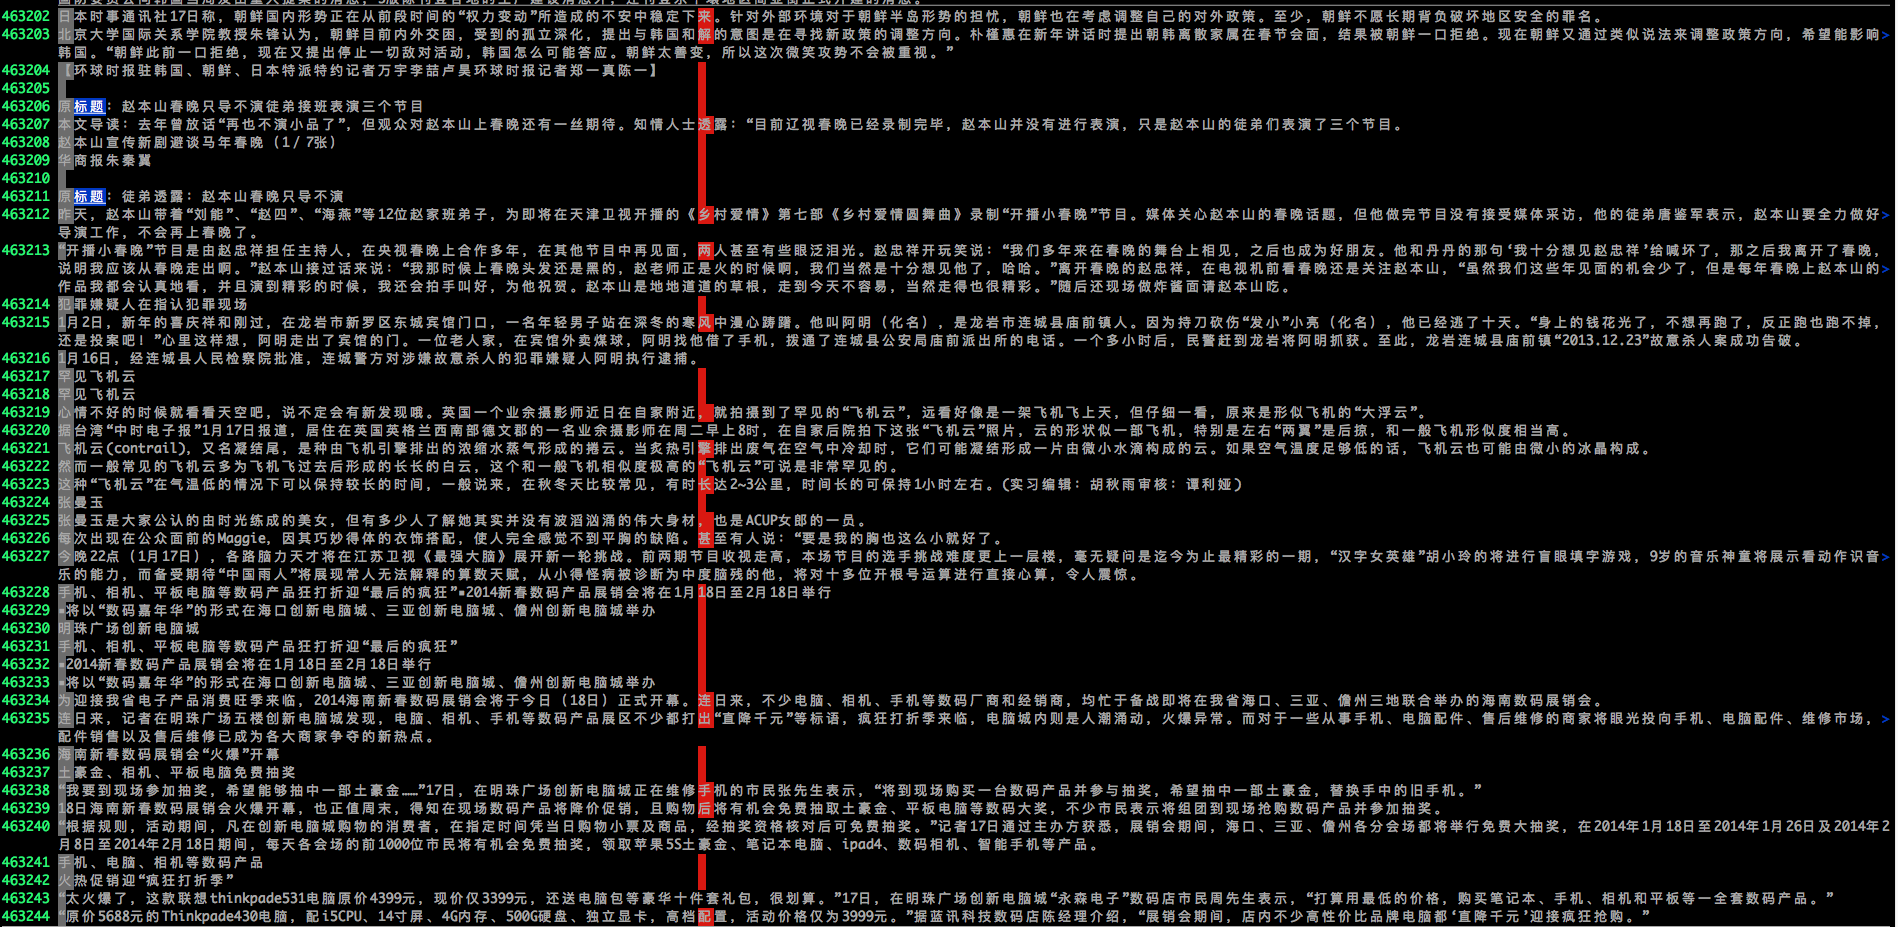 463202 日本时事通讯社17日称，朝鲜国内形势正在从前段时间的“权力变动”所造成的不安中稳定下来。针对外部环境对于朝鲜半岛形势的担忧，朝鲜也在考虑调整自己的对外政策。至少，朝鲜不愿长期背负破坏地区安全的罪名。
463203 北京大学国际关系学院教授朱锋认为，朝鲜目前内外交困，受到的孤立深化，提出与韩国和解的意图是在寻找新政策的调整方向。朴槿惠在新年讲话时提出朝韩离散家属在春节会面，结果被朝鲜一口拒绝。现在朝鲜又通过类似说法来调整政策方向，希望能影响>
韩国。“朝鲜此前一口拒绝，现在又提出停止一切敌对活动，韩国怎么可能答应。朝鲜太善变，所以这次微笑攻势不会被重视。”
463204 【环球时报驻韩国、朝鲜、日本特派特约记者万宇李喆卢昊环球时报记者郑一真陈一】
463205
463206 原标题：赵本山春晚只导不演徒弟接班表演三个节目
463207 本文导读：去年曾放话“再也不演小品了”，但观众对赵本山上春晚还有一丝期待。知情人士透露：“目前辽视春晚已经录制完毕，赵本山并没有进行表演，只是赵本山的徒弟们表演了三个节目。
463208 赵本山宣传新剧避谈马年春晚（1/7张）
463209 华商报朱秦冀
463210
463211 原标题：徒弟透露：赵本山春晚只导不演
463212 昨天，赵本山带着“刘能”、“赵四”、“海燕”等12位赵家班弟子，为即将在天津卫视开播的《乡村爱情》第七部《乡村爱情圆舞曲》录制“开播小春晚”节目。媒体关心赵本山的春晚话题，但他做完节目没有接受媒体采访，他的徒弟唐鉴军表示，赵本山要全力做好>
导演工作，不会再上春晚了。
463213 “开播小春晚”节目是由赵忠祥担任主持人，在央视春晚上合作多年，在其他节目中再见面，两人甚至有些眼泛泪光。赵忠祥开玩笑说：“我们多年来在春晚的舞台上相见，之后也成为好朋友。他和丹丹的那句‘我十分想见赵忠祥’给喊坏了，那之后我离开了春晚，
说明我应该从春晚走出啊。”赵本山接过话来说：“我那时候上春晚头发还是黑的，赵老师正是火的时候啊，我们当然是十分想见他了，哈哈。”离开春晚的赵忠祥，在电视机前看春晚还是关注赵本山，“虽然我们这些年见面的机会少了，但是每年春晚上赵本山的>
作品我都会认真地看，并且演到精彩的时候，我还会拍手叫好，为他祝贺。赵本山是地地道道的草根，走到今天不容易，当然走得也很精彩。”随后还现场做炸酱面请赵本山吃。
463214 犯罪嫌疑人在指认犯罪现场
463215 1月2日，新年的喜庆祥和刚过，在龙岩市新罗区东城宾馆门口，一名年轻男子站在深冬的寒风中漫心踌躇。他叫阿明（化名），是龙岩市连城县庙前镇人。因为持刀砍伤“发小”小亮（化名），他已经逃了十天。“身上的钱花光了，不想再跑了，反正跑也跑不掉，
还是投案吧！”心里这样想，阿明走出了宾馆的门。一位老人家，在宾馆外卖煤球，阿明找他借了手机，拨通了连城县公安局庙前派出所的电话。一个多小时后，民警赶到龙岩将阿明抓获。至此，龙岩连城县庙前镇“2013.12.23”故意杀人案成功告破。
463216 1月16日，经连城县人民检察院批准，连城警方对涉嫌故意杀人的犯罪嫌疑人阿明执行逮捕。
463217 罕见飞机云
463218 罕见飞机云
463219 心情不好的时候就看看天空吧，说不定会有新发现哦。英国一个业余摄影师近日在自家附近，就拍摄到了罕见的“飞机云”，远看好像是一架飞机飞上天，但仔细一看，原来是形似飞机的“大浮云”。
463220 据台湾“中时电子报”1月17日报道，居住在英国英格兰西南部德文郡的一名业余摄影师在周二早上8时，在自家后院拍下这张“飞机云”照片，云的形状似一部飞机，特别是左右“两翼”是后掠，和一般飞机形似度相当高。
463221 飞机云(contrail)，又名凝结尾，是种由飞机引擎排出的浓缩水蒸气形成的捲云。当炙热引擎排出废气在空气中冷却时，它们可能凝结形成一片由微小水滴构成的云。如果空气温度足够低的话，飞机云也可能由微小的冰晶构成。
463222 然而一般常见的飞机云多为飞机飞过去后形成的长长的白云，这个和一般飞机相似度极高的“飞机云”可说是非常罕见的。
463223 这种“飞机云”在气温低的情况下可以保持较长的时间，一般说来，在秋冬天比较常见，有时长达2~3公里，时间长的可保持1小时左右。(实习编辑：胡秋雨审核：谭利娅)
463224 张曼玉
463225 张曼玉是大家公认的由时光练成的美女，但有多少人了解她其实并没有波滔汹涌的伟大身材，也是ACUP女郎的一员。
463226 每次出现在公众面前的Maggie，因其巧妙得体的衣饰搭配，使人完全感觉不到平胸的缺陷。甚至有人说：“要是我的胸也这么小就好了。
463227 今晚22点（1月17日），各路脑力天才将在江苏卫视《最强大脑》展开新一轮挑战。前两期节目收视走高，本场节目的选手挑战难度更上一层楼，毫无疑问是迄今为止最精彩的一期，“汉字女英雄”胡小玲的将进行盲眼填字游戏，9岁的音乐神童将展示看动作识音>
乐的能力，而备受期待“中国雨人”将展现常人无法解释的算数天赋，从小得怪病被诊断为中度脑残的他，将对十多位开根号运算进行直接心算，令人震惊。
463228 手机、相机、平板电脑等数码产品狂打折迎“最后的疯狂”▪2014新春数码产品展销会将在1月18日至2月18日举行
463229 ▪将以“数码嘉年华”的形式在海口创新电脑城、三亚创新电脑城、儋州创新电脑城举办
463230 明珠广场创新电脑城
463231 手机、相机、平板电脑等数码产品狂打折迎“最后的疯狂”
463232 ▪2014新春数码产品展销会将在1月18日至2月18日举行
463233 ▪将以“数码嘉年华”的形式在海口创新电脑城、三亚创新电脑城、儋州创新电脑城举办
463234 为迎接我省电子产品消费旺季来临，2014海南新春数码展销会将于今日（18日）正式开幕。连日来，不少电脑、相机、手机等数码厂商和经销商，均忙于备战即将在我省海口、三亚、儋州三地联合举办的海南数码展销会。
463235 连日来，记者在明珠广场五楼创新电脑城发现，电脑、相机、手机等数码产品展区不少都打出“直降千元”等标语，疯狂打折季来临，电脑城内则是人潮涌动，火爆异常。而对于一些从事手机、电脑配件、售后维修的商家将眼光投向手机、电脑配件、维修市场，>
配件销售以及售后维修已成为各大商家争夺的新热点。
463236 海南新春数码展销会“火爆”开幕
463237 土豪金、相机、平板电脑免费抽奖
463238 “我要到现场参加抽奖，希望能够抽中一部土豪金……”17日，在明珠广场创新电脑城正在维修手机的市民张先生表示，“将到现场购买一台数码产品并参与抽奖，希望抽中一部土豪金，替换手中的旧手机。”
463239 18日海南新春数码展销会火爆开幕，也正值周末，得知在现场数码产品将降价促销，且购物后将有机会免费抽取土豪金、平板电脑等数码大奖，不少市民表示将组团到现场抢购数码产品并参加抽奖。
463240 “根据规则，活动期间，凡在创新电脑城购物的消费者，在指定时间凭当日购物小票及商品，经抽奖资格核对后可免费抽奖。”记者17日通过主办方获悉，展销会期间，海口、三亚、儋州各分会场都将举行免费大抽奖，在2014年1月18日至2014年1月26日及2014年2
月8日至2014年2月18日期间，每天各会场的前1000位市民将有机会免费抽奖，领取苹果5S土豪金、笔记本电脑、ipad4、数码相机、智能手机等产品。
463241 手机、电脑、相机等数码产品
463242 火热促销迎“疯狂打折季”
463243 “太火爆了，这款联想thinkpade531电脑原价4399元，现价仅3399元，还送电脑包等豪华十件套礼包，很划算。”17日，在明珠广场创新电脑城“永森电子”数码店市民周先生表示，“打算用最低的价格，购买笔记本、手机、相机和平板电脑等一全套数码产品。”
463244 “原价5688元的Thinkpade430电脑，配i5CPU、14寸屏、4G内存、500G硬盘、独立显卡，高档配置，活动价格仅为3999元。”据蓝讯科技数码店陈经理介绍，“展销会期间，店内不少高性价比品牌电脑都‘直降千元’迎接疯狂抢购。”